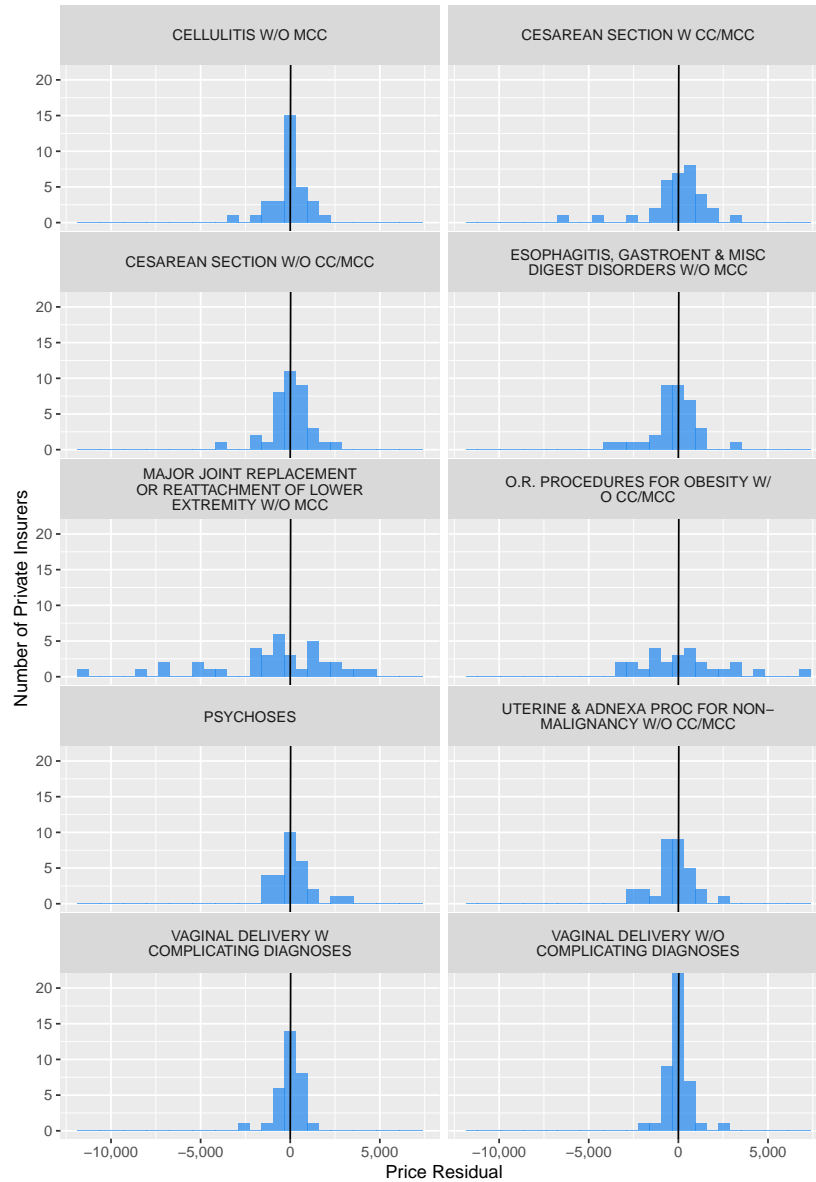 CELLULITIS W/O MCC
CESAREAN SECTION W CC/MCC
20
15
10
5
0
CESAREAN SECTION W/O CC/MCC
ESOPHAGITIS, GASTROENT & MISC
DIGEST DISORDERS W/O MCC
20
15
10
5
0
MAJOR JOINT REPLACEMENT
OR REATTACHMENT OF LOWER
EXTREMITY W/O MCC
O.R. PROCEDURES FOR OBESITY W/
O CC/MCC
20
15
10
5
0
Number of Private Insurers
PSYCHOSES
UTERINE & ADNEXA PROC FOR NON−
MALIGNANCY W/O CC/MCC
20
15
10
5
0
VAGINAL DELIVERY W
COMPLICATING DIAGNOSES
VAGINAL DELIVERY W/O
COMPLICATING DIAGNOSES
20
15
10
5
0
−10,000 −5,000 0 5,000 −10,000 −5,000 0 5,000
Price Residual